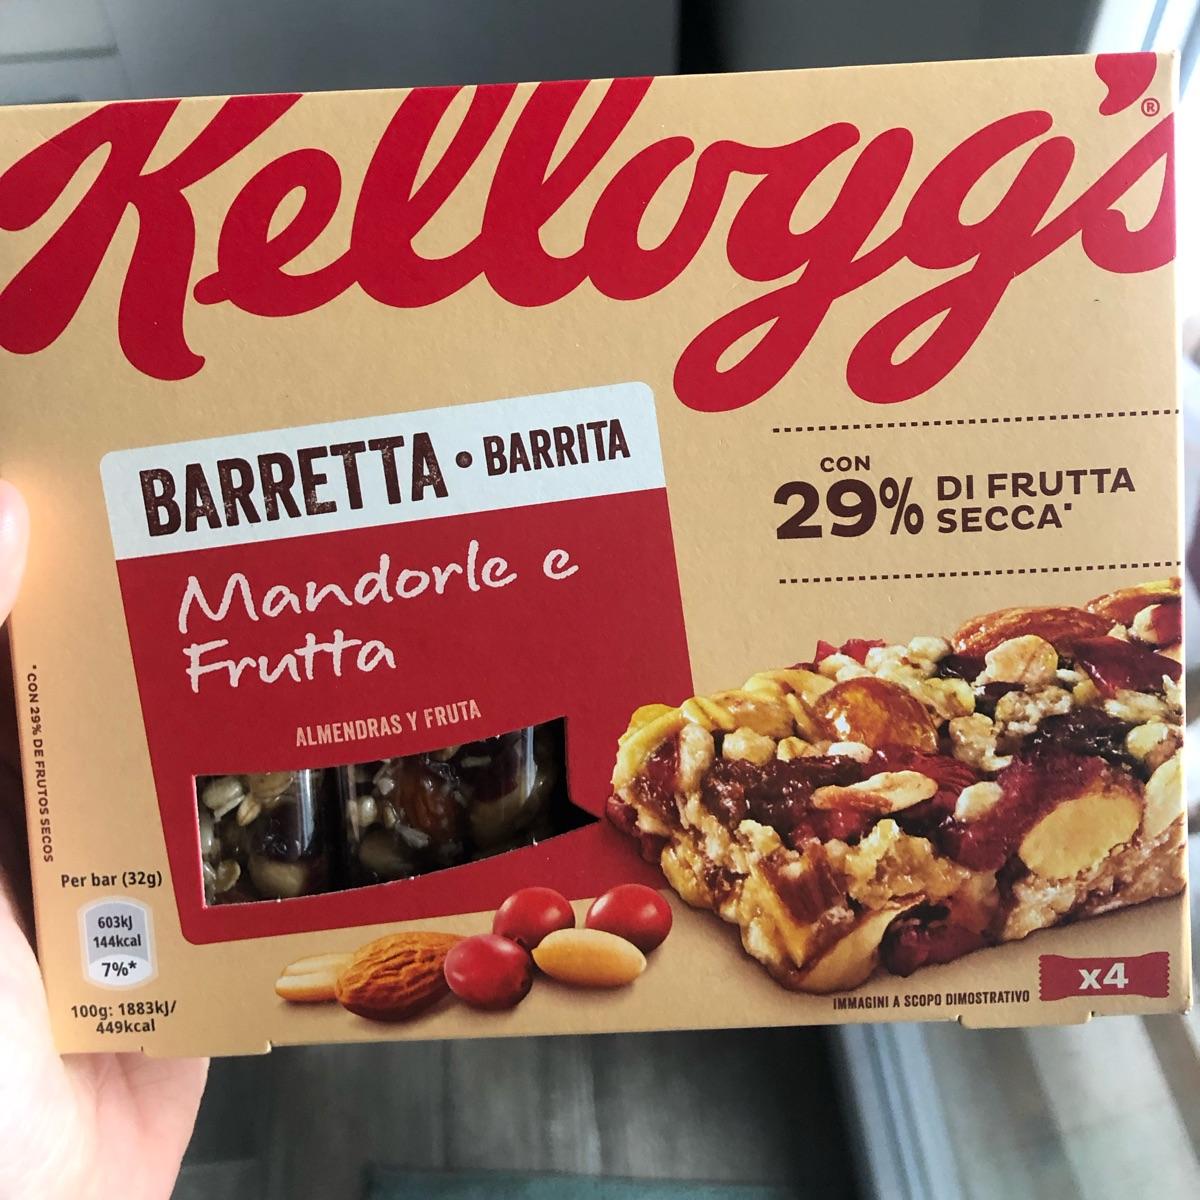 Kellogg's®
BARRETTA • BARRITA
Mandorle e
Frutta
ALMENDRAS Y FRUTA
CON
29% DI FRUTTA
SECCA*
*CON 29% DE FRUTOS SECOS
Per bar (32g)
603kJ
144kcal
7%*
100g: 1883kJ/
449kcal
IMMAGINI A SCOPO DIMOSTRATIVO
x4